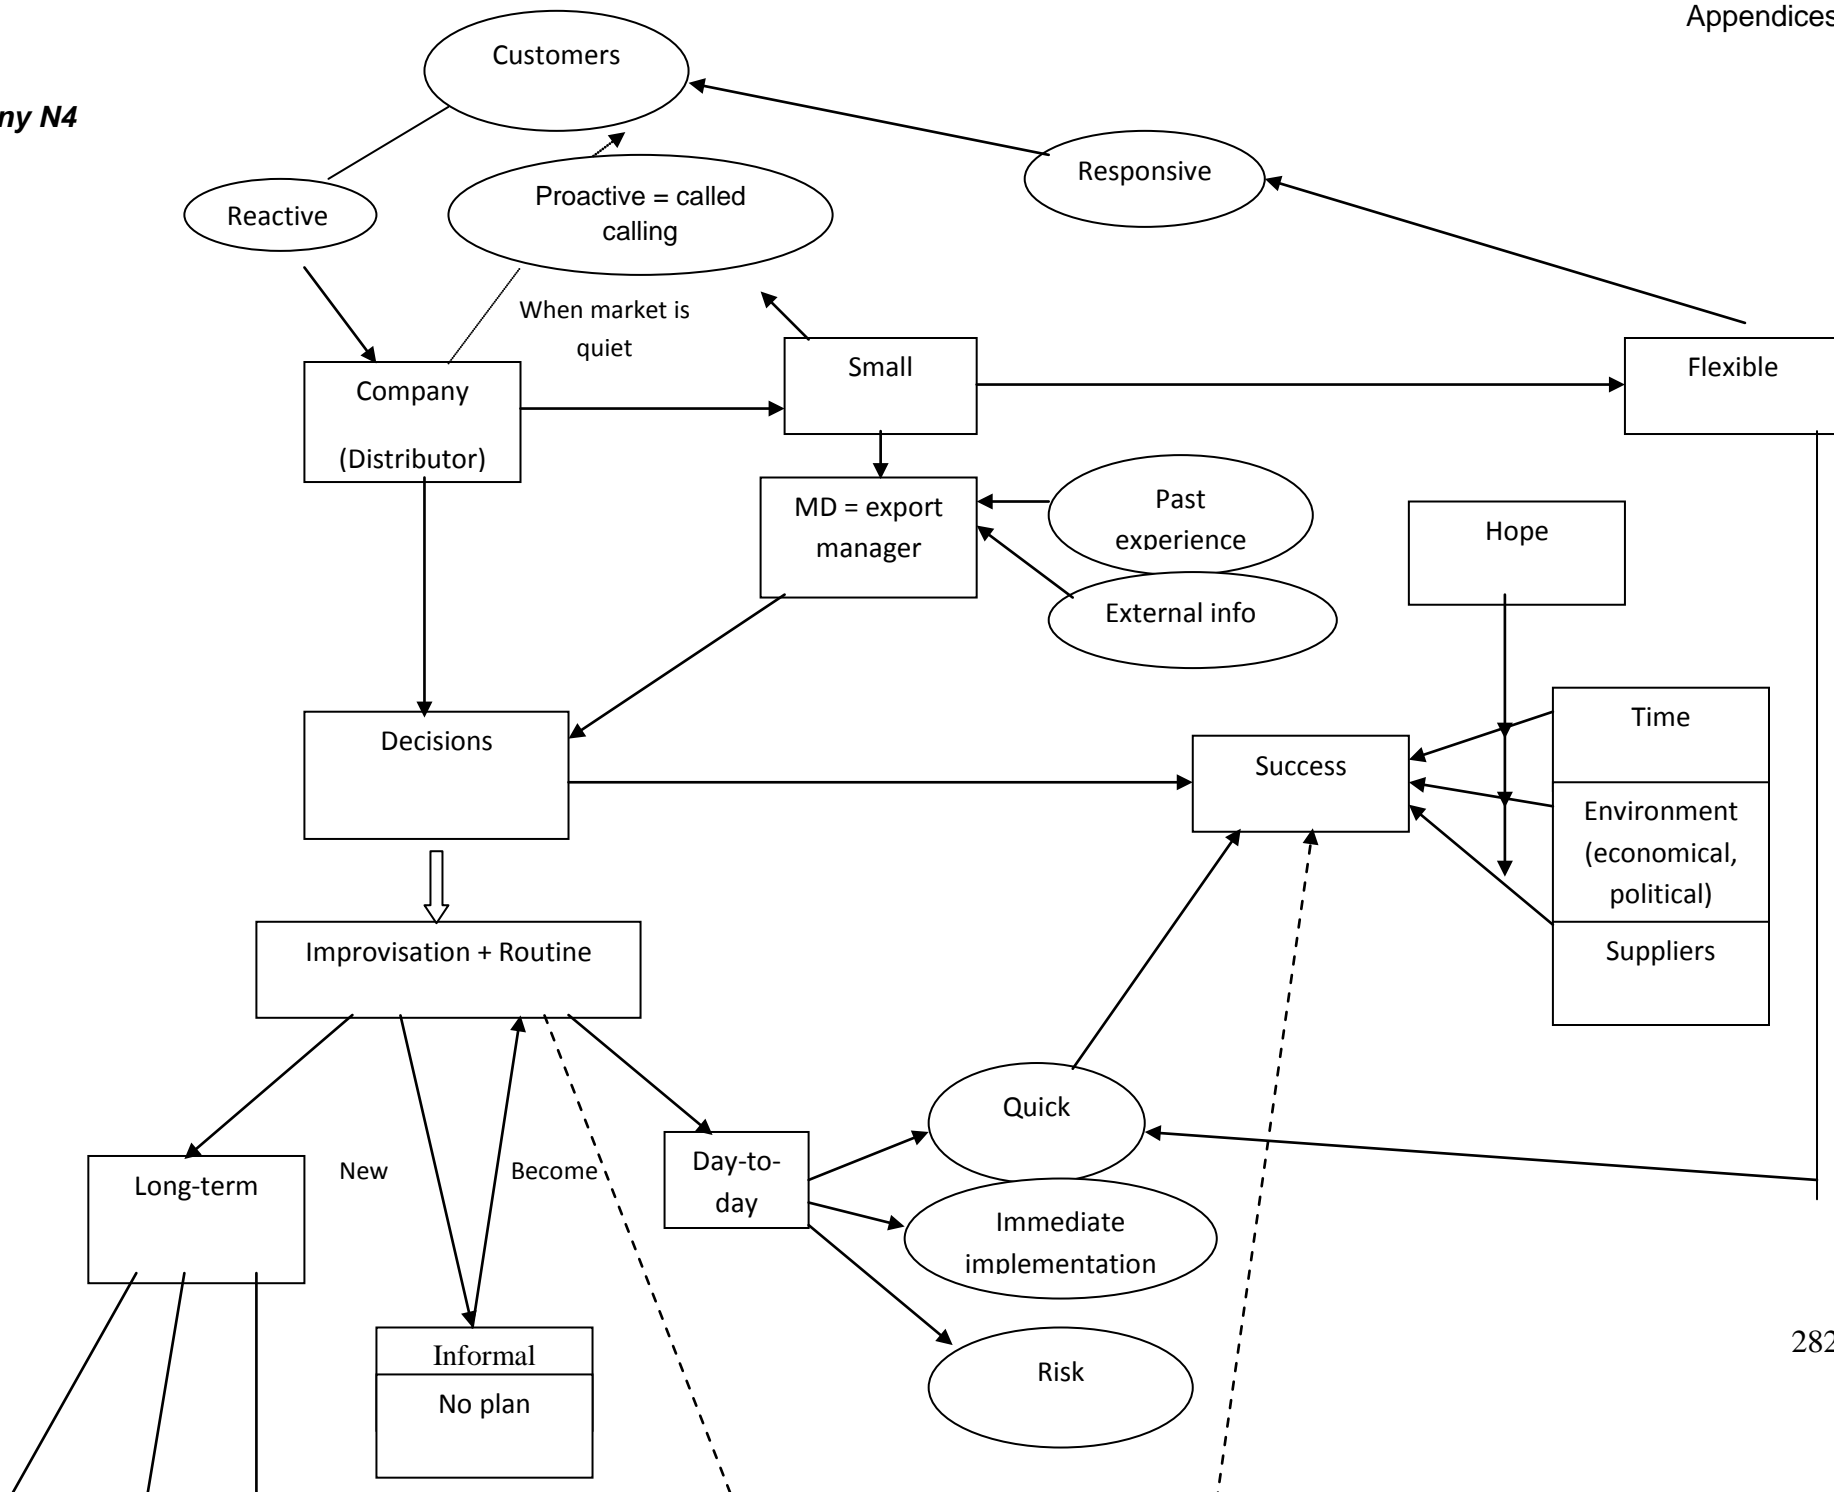 Appendices
ny N4
Customers
Responsive
Reactive
Proactive = called
calling
When market is
quiet
Company
(Distributor)
Small
Flexible
MD = export
manager
Past
experience
Hope
External info
Decisions
Success
Time
Environment
(economical,
political)
Suppliers
Improvisation + Routine
Quick
Long-term
New
Become
Day-to-
day
Immediate
implementation
Informal
No plan
Risk
282